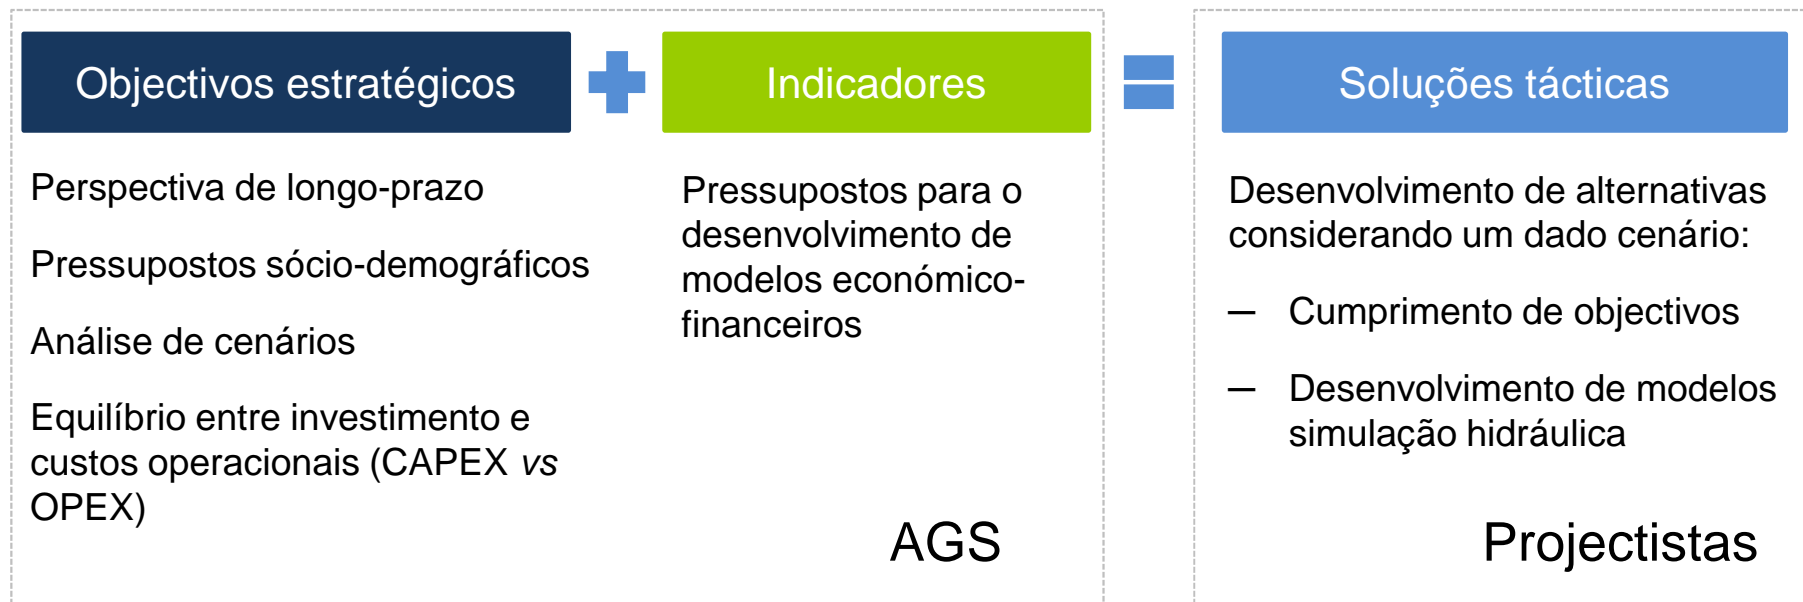 Objectivos estratégicos
Perspectiva de longo-prazo
Pressupostos sócio-demográficos
Análise de cenários
Equilíbrio entre investimento e
custos operacionais (CAPEX vs
OPEX)
Indicadores
Pressupostos para o
desenvolvimento de
modelos económico-
financeiros
AGS
Soluções tácticas
Desenvolvimento de alternativas
considerando um dado cenário:
– Cumprimento de objectivos
– Desenvolvimento de modelos
simulação hidráulica
Projectistas